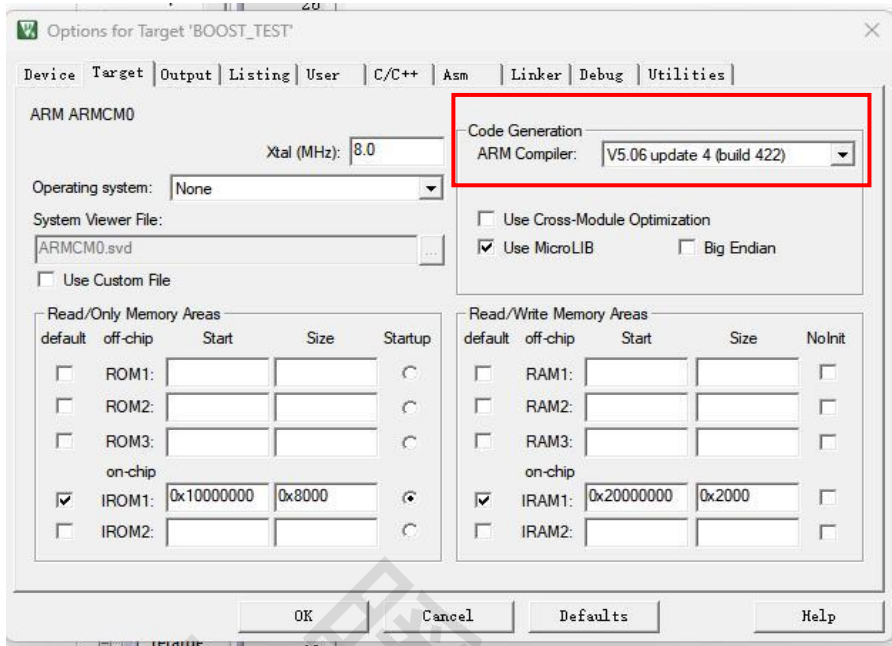 Options for Target 'BOOST_TEST'
Device Target Output Listing User C/C++ Asm Linker Debug Utilities
ARM ARMCM0
Xtal (MHz): 8.0
Operating system: None
System Viewer File:
ARMCM0.svd ...
Use Custom File
Code Generation
ARM Compiler: V5.06 update 4 (build 422)
Use Cross-Module Optimization
Use MicroLIB Big Endian
Read/Only Memory Areas
default off-chip Start Size Startup
ROM1:
ROM2:
ROM3:
on-chip
IROM1: 0x10000000 0x8000
IROM2:
Read/Write Memory Areas
default off-chip Start Size NoInit
RAM1:
RAM2:
RAM3:
on-chip
IRAM1: 0x20000000 0x2000
IRAM2:
OK Cancel Defaults Help